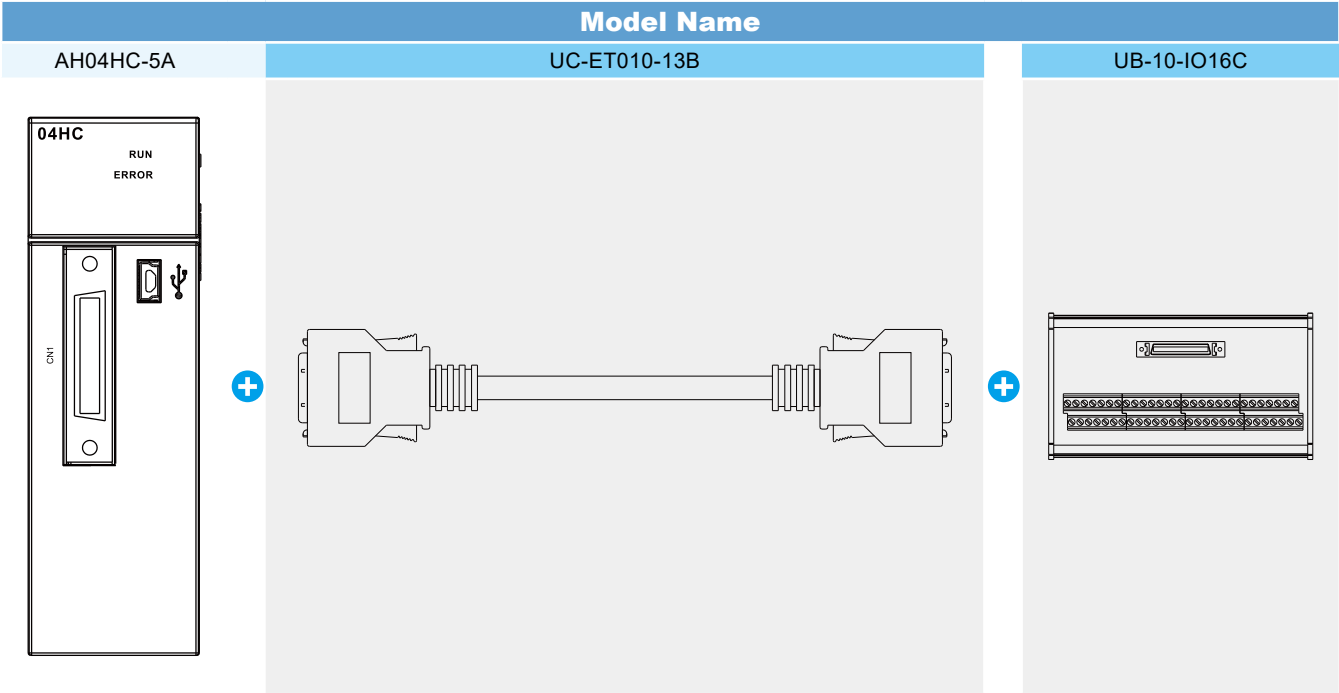 Model Name
AH04HC-5A
UC-ET010-13B
UB-10-IO16C
04HC
RUN
ERROR
CN1